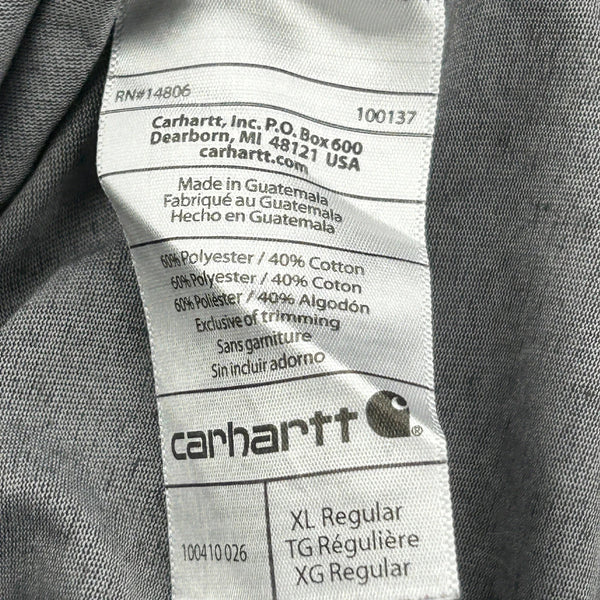 RN#14806
100137
Carhartt, Inc. P.O. Box 600
Dearborn, MI 48121 USA
carhartt.com
Made in Guatemala
Fabriqué au Guatemala
Hecho en Guatemala
60% Polyester / 40% Cotton
60% Polyester / 40% Coton
60% Poliéster / 40% Algodón
Exclusive of trimming
Sans garniture
Sin incluir adorno
carhartt ®
100410 026
XL Regular
TG Régulière
XG Regular